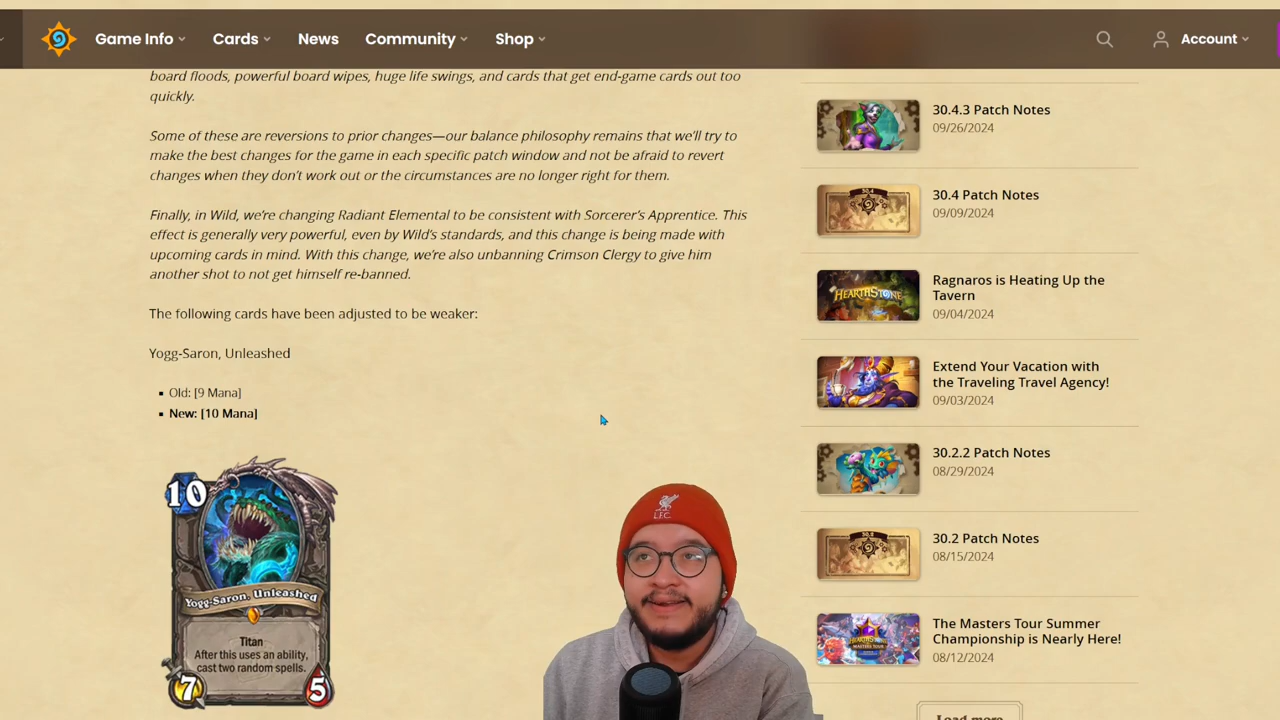 Game Info
Cards
News
Community
Shop
Account
board floods, powerful board wipes, huge life swings, and cards that get end-game cards out too
quickly.
Some of these are reversions to prior changes—our balance philosophy remains that we'll try to
make the best changes for the game in each specific patch window and not be afraid to revert
changes when they don't work out or the circumstances are no longer right for them.
Finally, in Wild, we're changing Radiant Elemental to be consistent with Sorcerer's Apprentice. This
effect is generally very powerful, even by Wild's standards, and this change is being made with
upcoming cards in mind. With this change, we're also unbanning Crimson Clergy to give him
another shot to not get himself re-banned.
The following cards have been adjusted to be weaker:
Yogg-Saron, Unleashed
▪ Old: [9 Mana]
▪ New: [10 Mana]
10
Yogg-Saron, Unleashed
Titan
After this uses an ability,
cast two random spells.
7
5
L.F.C.
30.4.3 Patch Notes
09/26/2024
30.4
30.4 Patch Notes
09/09/2024
HEARTHSTONE
Ragnaros is Heating Up the
Tavern
09/04/2024
Extend Your Vacation with
the Traveling Travel Agency!
09/03/2024
30.2.2 Patch Notes
08/29/2024
30.2 Patch Notes
08/15/2024
HEARTHSTONE
MASTERS TOUR
The Masters Tour Summer
Championship is Nearly Here!
08/12/2024
Load more